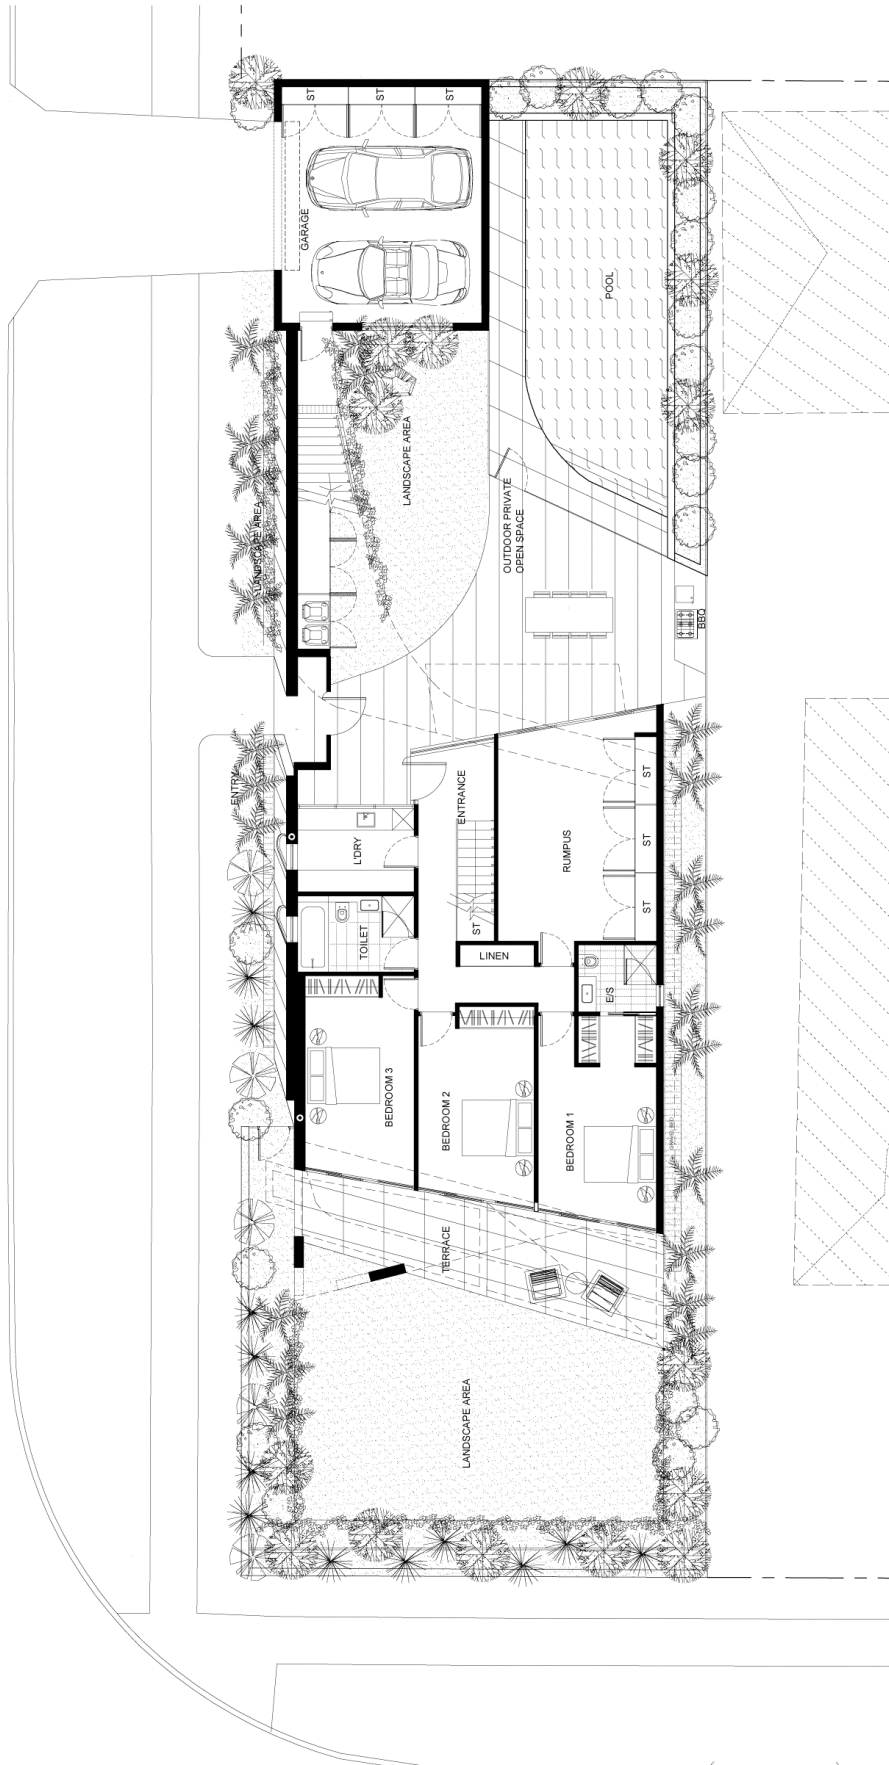 ST
ST
ST
GARAGE
POOL
LANDSCAPE AREA
LANDSCAPE AREA
OUTDOOR PRIVATE
OPEN SPACE
BBQ
ENTRY
ENTRANCE
L'DRY
RUMPUS
ST
ST
ST
ST
TOILET
LINEN
E/S
BEDROOM 3
BEDROOM 2
BEDROOM 1
TERRACE
LANDSCAPE AREA